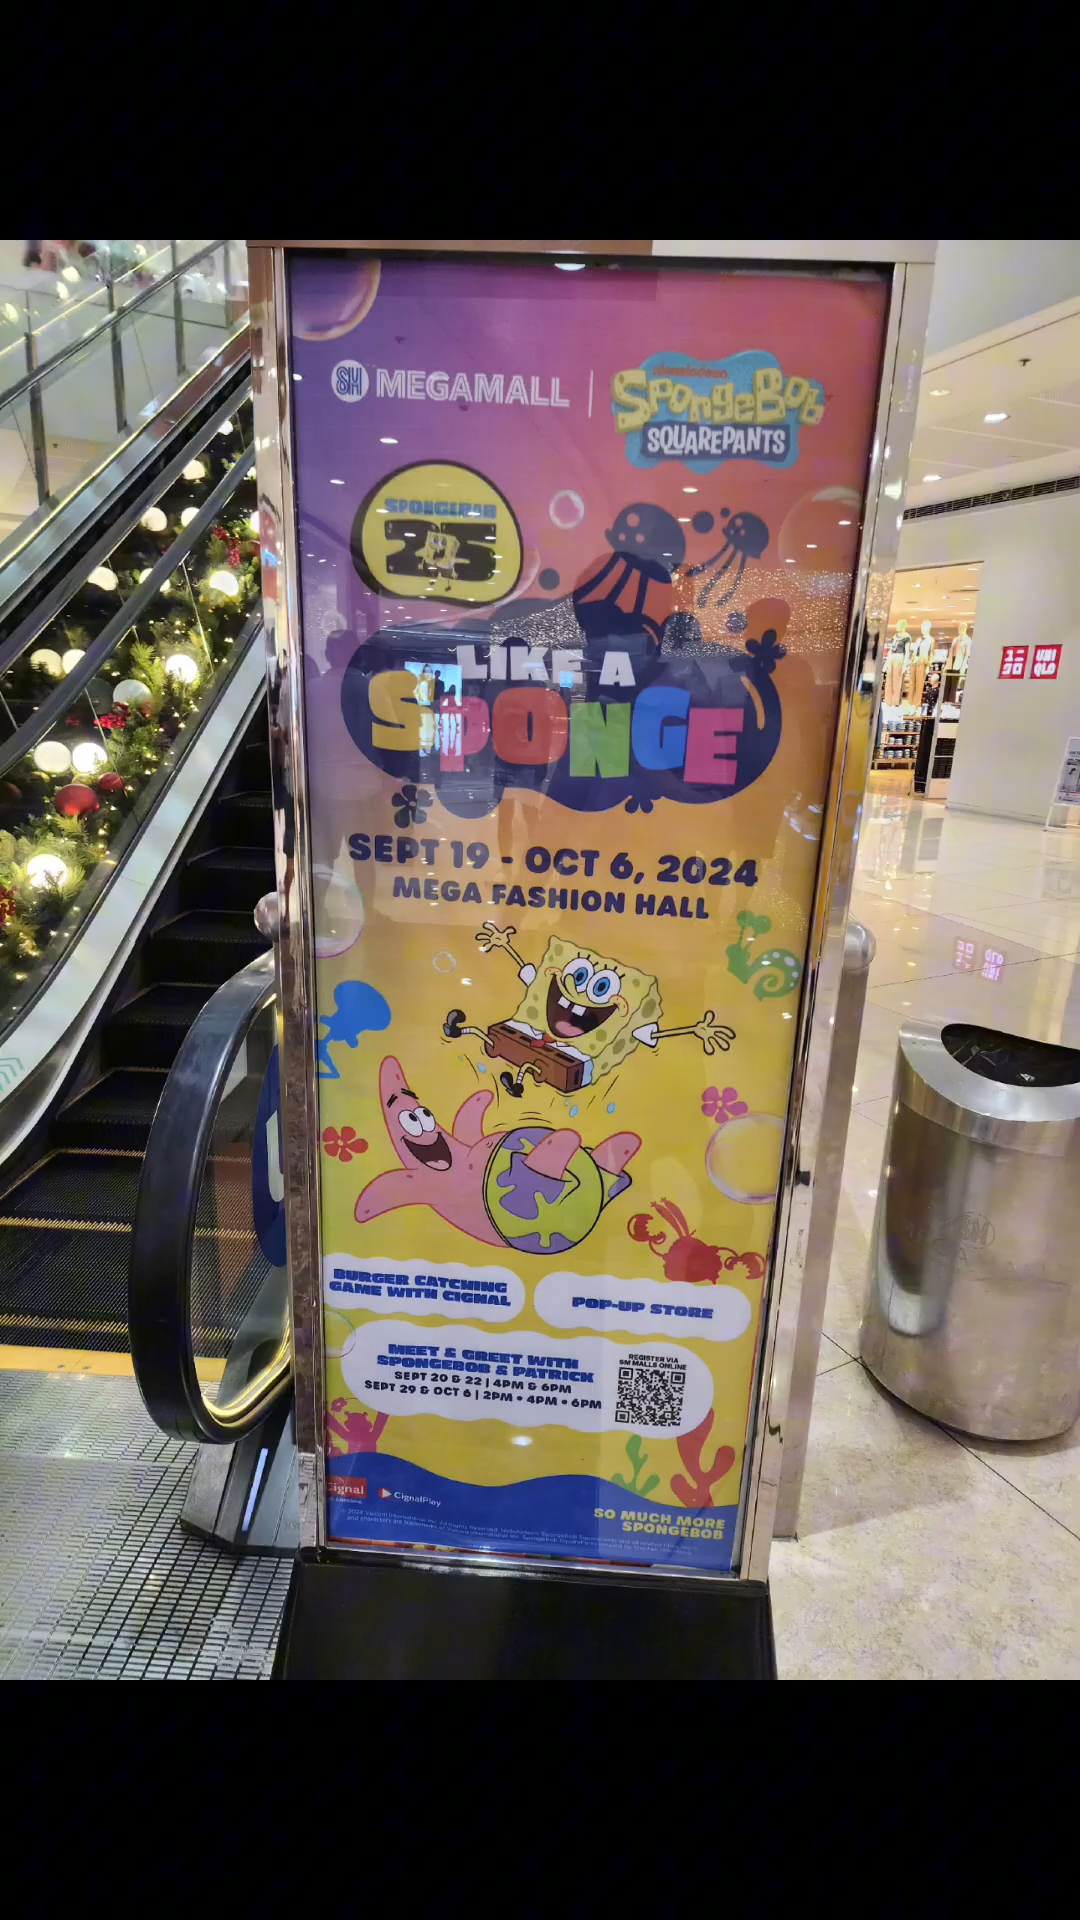 SM MEGAMALL
nickelodeon
SPONGEBOB
SQUAREPANTS
SPONGEBOB
25
LIKE A
SPONGE
SEPT 19 - OCT 6, 2024
MEGA FASHION HALL
UNI
QLO
BURGER CATCHING
GAME WITH CIGNAL
POP-UP STORE
MEET & GREET WITH
SPONGEBOB & PATRICK
SEPT 20 & 22 | 4PM & 6PM
SEPT 29 & OCT 6 | 2PM • 4PM • 6PM
REGISTER VIA
SM MALLS ONLINE
Cignal
CignalPlay
SO MUCH MORE
SPONGEBOB